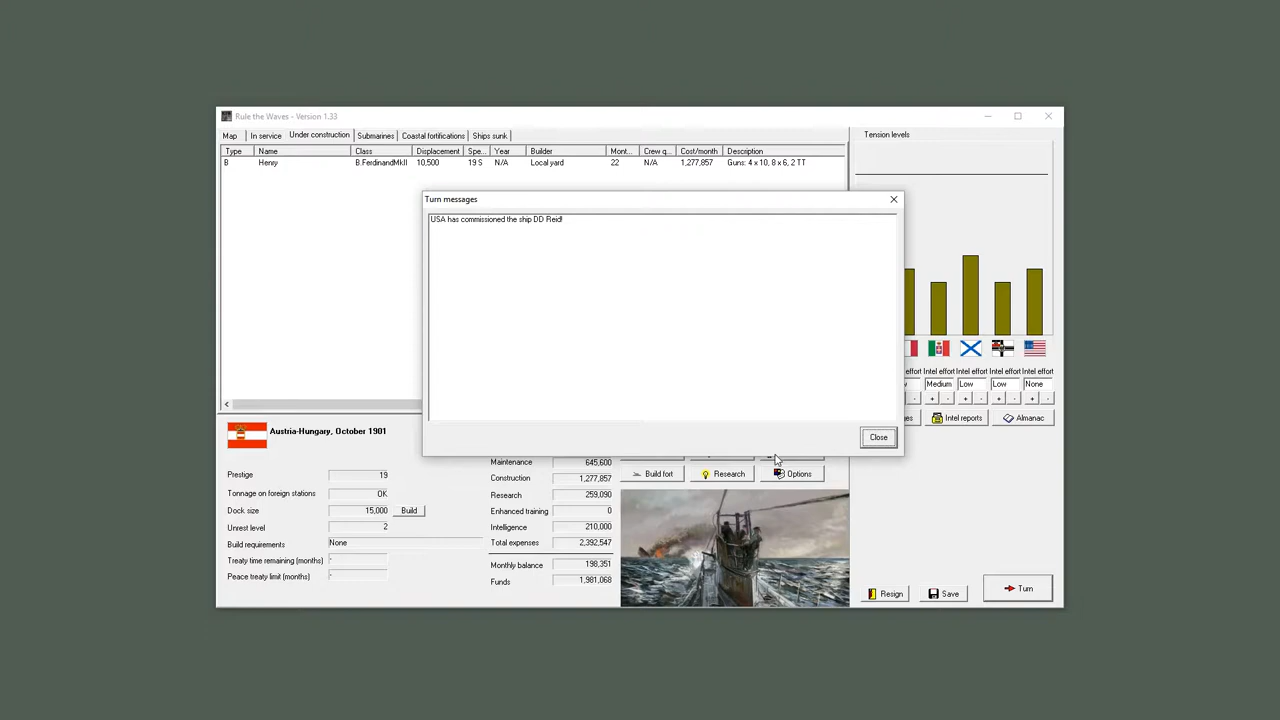 Rule the Waves - Version 1.33
Map In service Under construction Submarines Coastal fortifications Ships sunk
Tension levels
Type Name Class Displacement Spe... Year Builder Mont... Crew q... Cost/month Description
B Henry B.FerdinandMkII 10,500 19 S N/A Local yard 22 N/A 1,277,857 Guns: 4 x 10, 8 x 6, 2 TT
Turn messages
USA has commissioned the ship DD Reid!
Close
effort Intel effort Intel effort Intel effort Intel effort
Medium Low Low None
+ - + - + - + -
Intel reports Almanac
Austria-Hungary, October 1901
Prestige 19
Tonnage on foreign stations OK
Dock size 15,000 Build
Unrest level 2
Build requirements None
Treaty time remaining (months) -
Peace treaty limit (months) -
Maintenance 645,600
Construction 1,277,857
Research 259,090
Enhanced training 0
Intelligence 210,000
Total expenses 2,392,547
Monthly balance 198,351
Funds 1,981,068
Build fort Research Options
Resign Save Turn